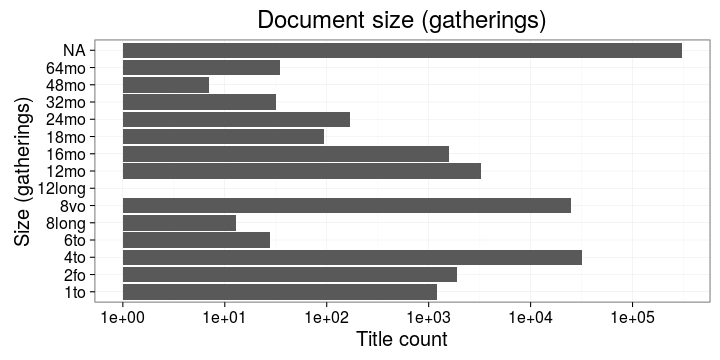 Document size (gatherings)
Size (gatherings)
NA
64mo
48mo
32mo
24mo
18mo
16mo
12mo
12long
8vo
8long
6to
4to
2fo
1to
1e+00 1e+01 1e+02 1e+03 1e+04 1e+05
Title count